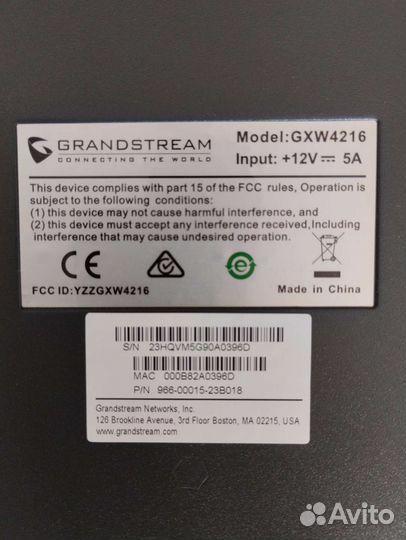 GRANDSTREAM
CONNECTING THE WORLD
Model:GXW4216
Input: +12V⎓ 5A
This device complies with part 15 of the FCC rules, Operation is
subject to the following conditions:
(1) this device may not cause harmful interference, and
(2) this device must accept any interference received,Including
interference that may cause undesired operation.
CE
e
FCC ID:YZZGXW4216
Made in China
S/N 23HQVM5G90A0396D
MAC 000B82A0396D
P/N 966-00015-23B018
Grandstream Networks, Inc.
126 Brookline Avenue, 3rd Floor Boston, MA 02215, USA
www.grandstream.com
Avito